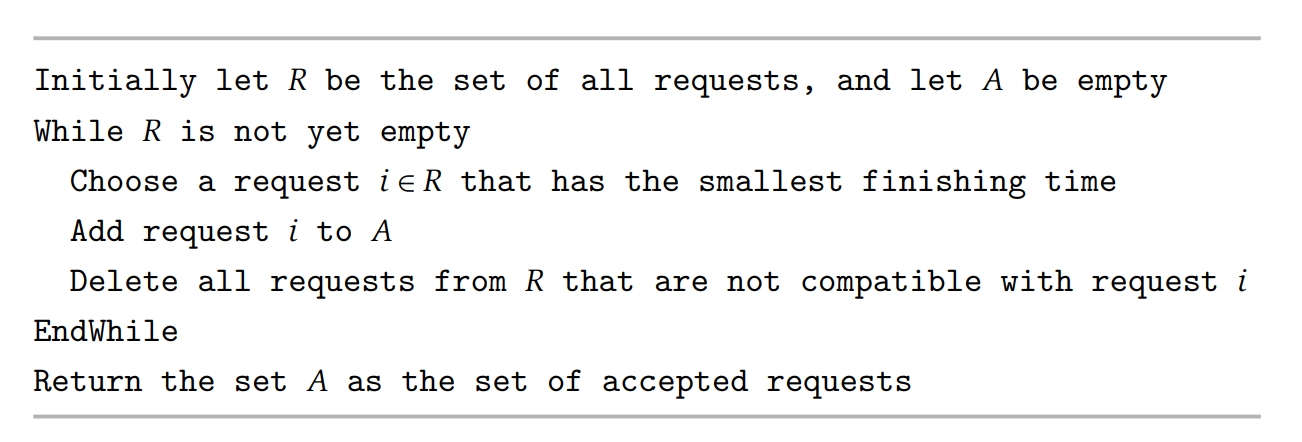 Initially let R be the set of all requests, and let A be empty
While R is not yet empty
Choose a request i ∈ R that has the smallest finishing time
Add request i to A
Delete all requests from R that are not compatible with request i
EndWhile
Return the set A as the set of accepted requests